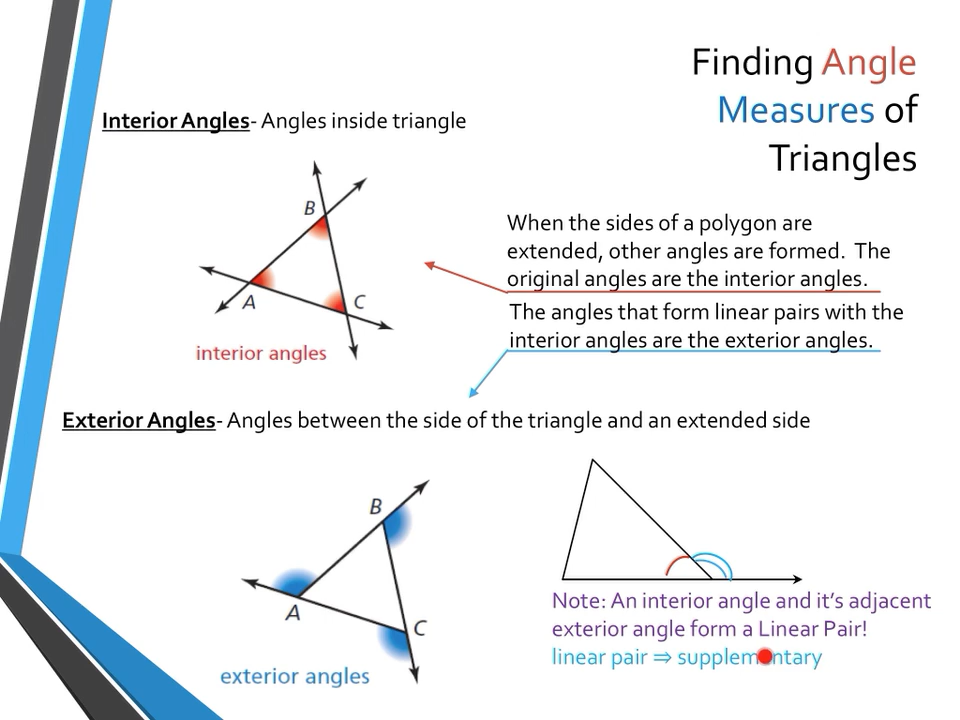 Finding Angle
Measures of
Triangles
Interior Angles- Angles inside triangle
B
A
C
interior angles
When the sides of a polygon are
extended, other angles are formed. The
original angles are the interior angles.
The angles that form linear pairs with the
interior angles are the exterior angles.
Exterior Angles- Angles between the side of the triangle and an extended side
B
A
C
exterior angles
Note: An interior angle and it's adjacent
exterior angle form a Linear Pair!
linear pair ⇒ supplementary